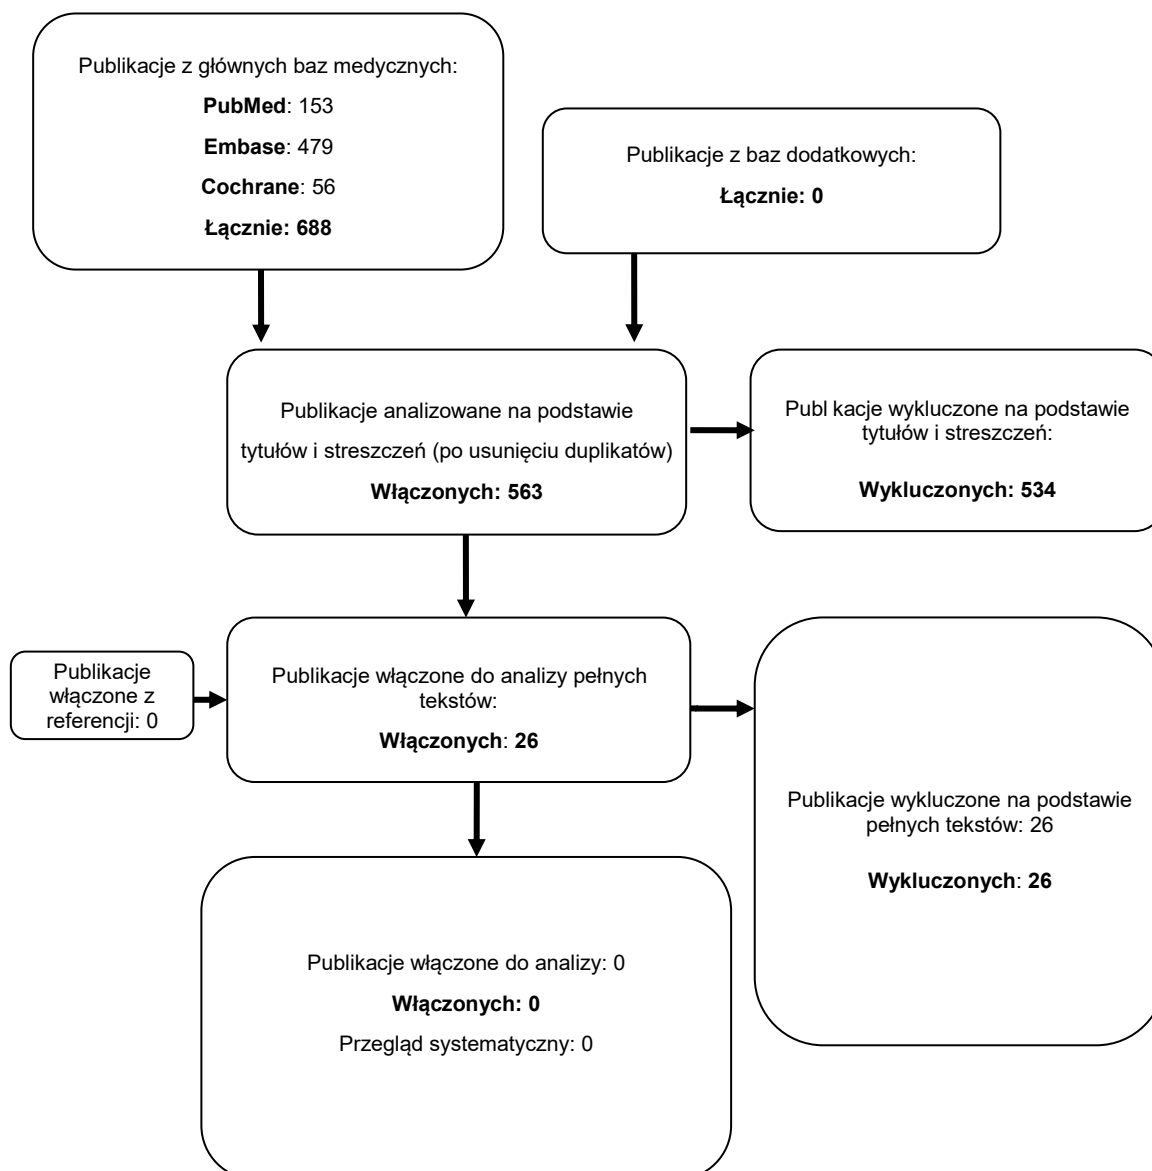 Publikacje z głównych baz medycznych:
PubMed: 153
Embase: 479
Cochrane: 56
Łącznie: 688
Publikacje z baz dodatkowych:
Łącznie: 0
Publikacje analizowane na podstawie
tytułów i streszczeń (po usunięciu duplikatów)
Włączonych: 563
Publ kacje wykluczone na podstawie
tytułów i streszczeń:
Wykluczonych: 534
Publikacje
włączone z
referencji: 0
Publikacje włączone do analizy pełnych
tekstów:
Włączonych: 26
Publikacje wykluczone na podstawie
pełnych tekstów: 26
Wykluczonych: 26
Publikacje włączone do analizy: 0
Włączonych: 0
Przegląd systematyczny: 0